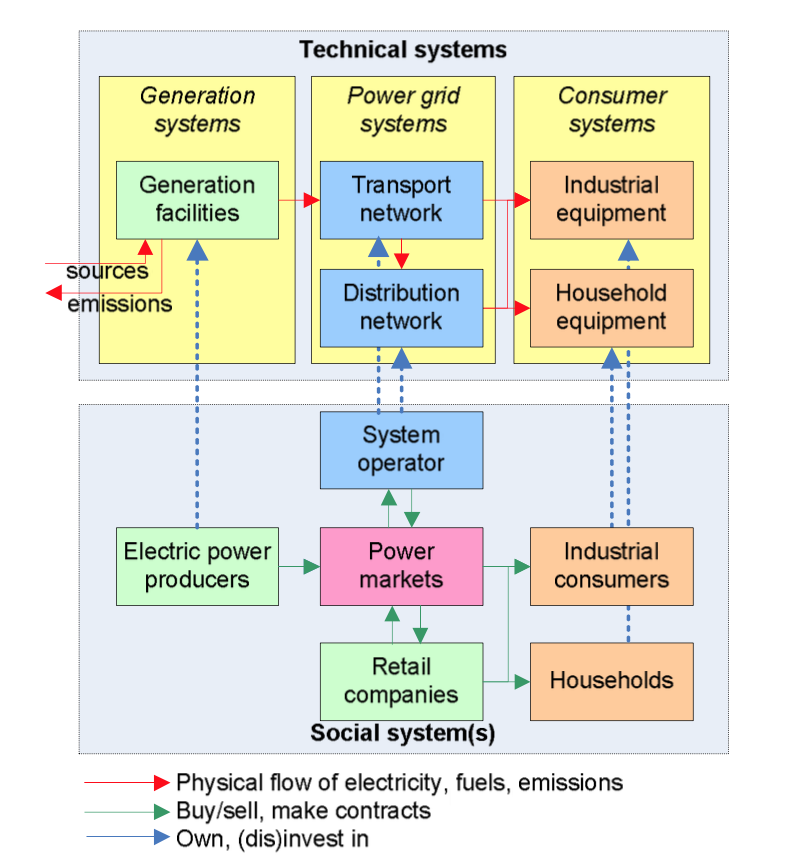 Technical systems
Generation
systems
Power grid
systems
Consumer
systems
Generation
facilities
Transport
network
Industrial
equipment
sources
emissions
Distribution
network
Household
equipment
System
operator
Electric power
producers
Power
markets
Industrial
consumers
Retail
companies
Households
Social system(s)
Physical flow of electricity, fuels, emissions
Buy/sell, make contracts
Own, (dis)invest in